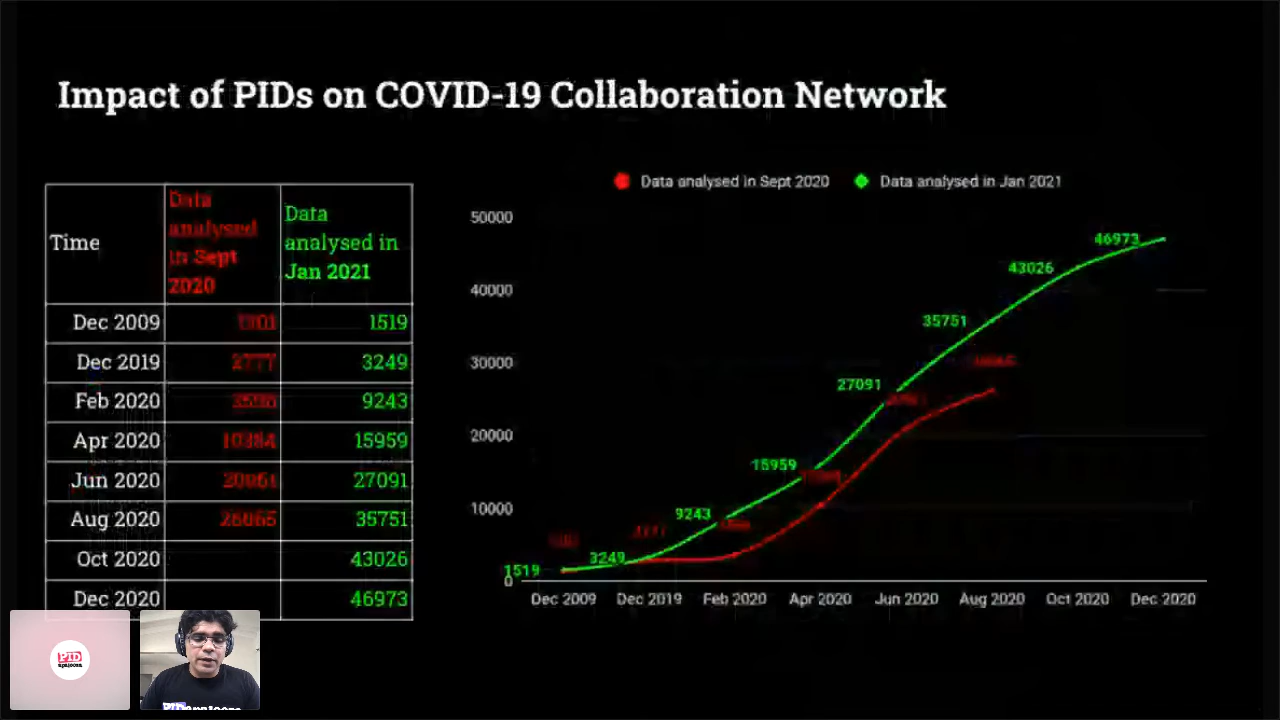 Impact of PIDs on COVID-19 Collaboration Network
Time
Data
analysed
in Sept
2020
Data
analysed in
Jan 2021
Dec 2009 1519
Dec 2019 2777 3249
Feb 2020 9243
Apr 2020 10384 15959
Jun 2020 27091
Aug 2020 35751
Oct 2020 43026
Dec 2020 46973
Data analysed in Sept 2020 Data analysed in Jan 2021
50000
40000
30000
20000
10000
0
1519
3249
9243
15959
27091
35751
43026
46973
Dec 2009 Dec 2019 Feb 2020 Apr 2020 Jun 2020 Aug 2020 Oct 2020 Dec 2020
PID